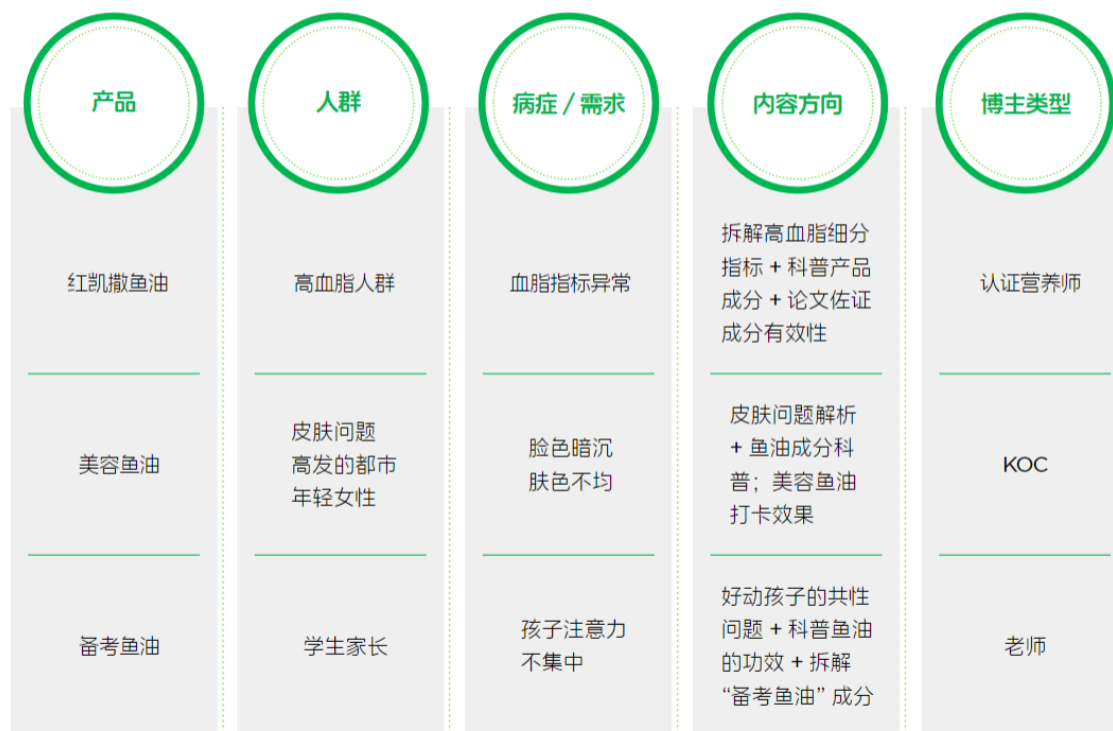 产品
人群
病症 / 需求
内容方向
博主类型
红凯撒鱼油
高血脂人群
血脂指标异常
拆解高血脂细分
指标 + 科普产品
成分 + 论文佐证
成分有效性
认证营养师
美容鱼油
皮肤问题
高发的都市
年轻女性
脸色暗沉
肤色不均
皮肤问题解析
+ 鱼油成分科
普；美容鱼油
打卡效果
KOC
备考鱼油
学生家长
孩子注意力
不集中
好动孩子的共性
问题 + 科普鱼油
的功效 + 拆解
“备考鱼油” 成分
老师